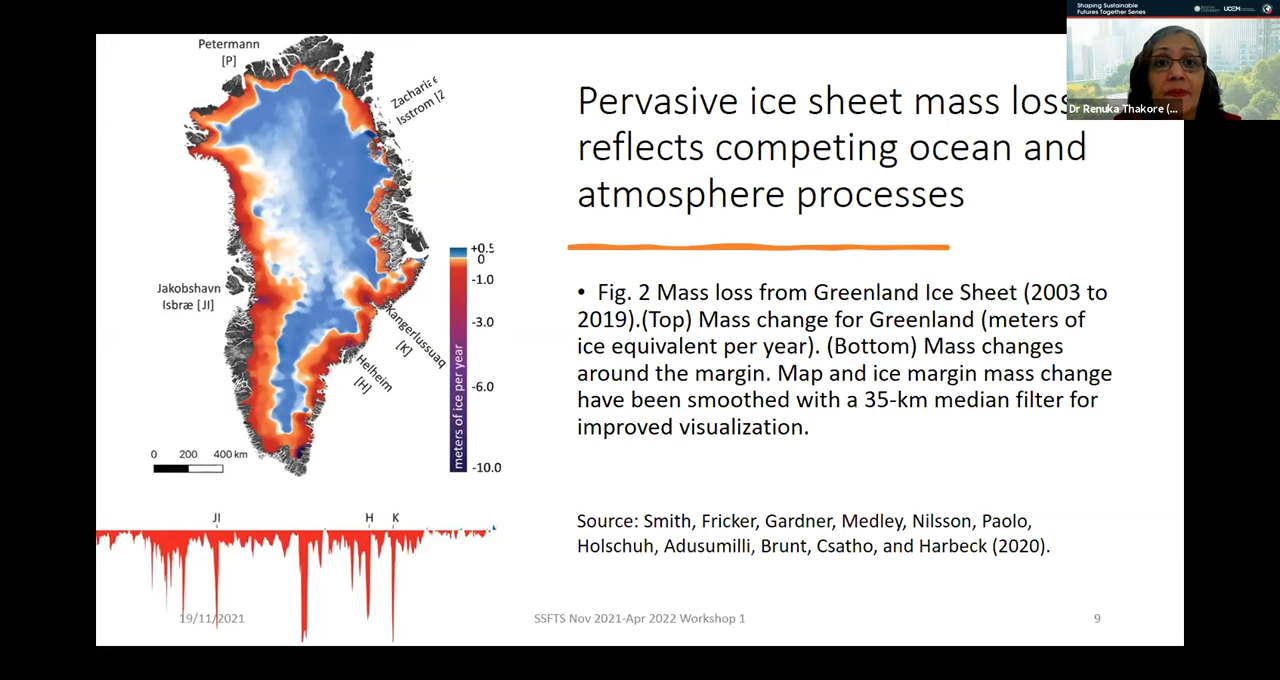 Shaping Sustainable
Futures Together Series
UCEM
Dr Renuka Thakore (...
Petermann
[P]
Isstrom [Z
Jakobshavn
Isbræ [JI]
Kangerlussuaq
[K]
Helheim
[H]
+0.5
0
-1.0
-3.0
-6.0
-10.0
meters of ice per year
0 200 400 km
JI H K
Pervasive ice sheet mass loss
reflects competing ocean and
atmosphere processes
• Fig. 2 Mass loss from Greenland Ice Sheet (2003 to
2019).(Top) Mass change for Greenland (meters of
ice equivalent per year). (Bottom) Mass changes
around the margin. Map and ice margin mass change
have been smoothed with a 35-km median filter for
improved visualization.
Source: Smith, Fricker, Gardner, Medley, Nilsson, Paolo,
Holschuh, Adusumilli, Brunt, Csatho, and Harbeck (2020).
19/11/2021
SSFTS Nov 2021-Apr 2022 Workshop 1
9